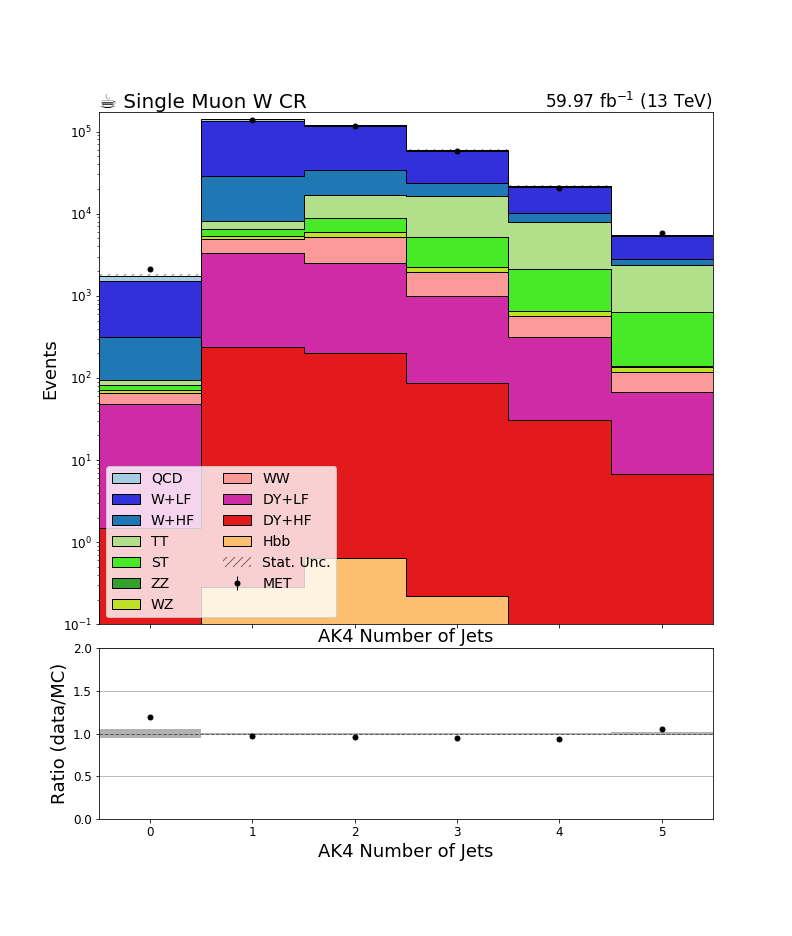 ☕ Single Muon W CR
59.97 fb⁻¹ (13 TeV)
Events
10⁵
10⁴
10³
10²
10¹
10⁰
10⁻¹
QCD
W+LF
W+HF
TT
ST
ZZ
WZ
WW
DY+LF
DY+HF
Hbb
Stat. Unc.
MET
AK4 Number of Jets
Ratio (data/MC)
2.0
1.5
1.0
0.5
0.0
0 1 2 3 4 5
AK4 Number of Jets